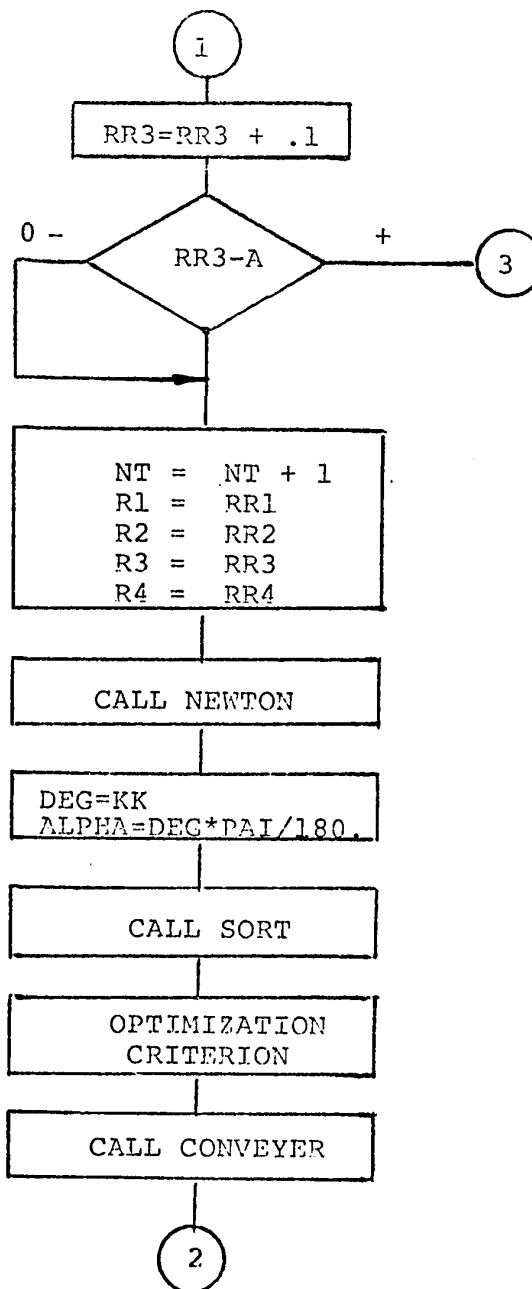 1
RR3=RR3 + .1
0 -
RR3-A
+
3
NT = NT + 1
R1 = RR1
R2 = RR2
R3 = RR3
R4 = RR4
CALL NEWTON
DEG=KK
ALPHA=DEG*PAI/180.
CALL SORT
OPTIMIZATION
CRITERION
CALL CONVEYER
2